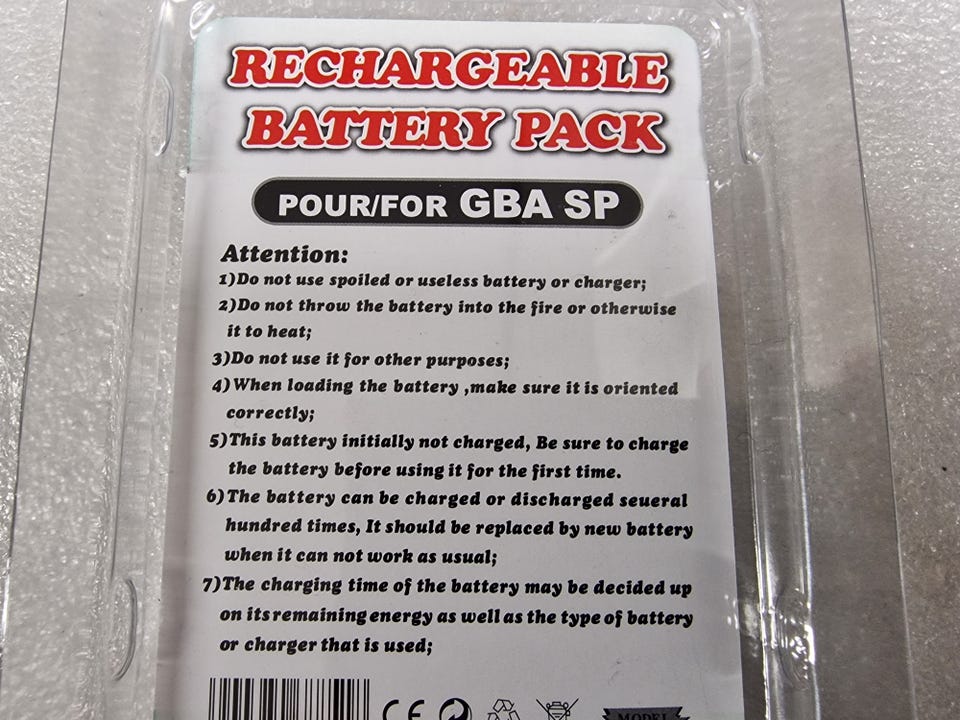 RECHARGEABLE
BATTERY PACK
POUR/FOR GBA SP
Attention:
1)Do not use spoiled or useless battery or charger;
2)Do not throw the battery into the fire or otherwise
it to heat;
3)Do not use it for other purposes;
4)When loading the battery ,make sure it is oriented
correctly;
5)This battery initially not charged, Be sure to charge
the battery before using it for the first time.
6)The battery can be charged or discharged seueral
hundred times, It should be replaced by new battery
when it can not work as usual;
7)The charging time of the battery may be decided up
on its remaining energy as well as the type of battery
or charger that is used;
CE MODEL